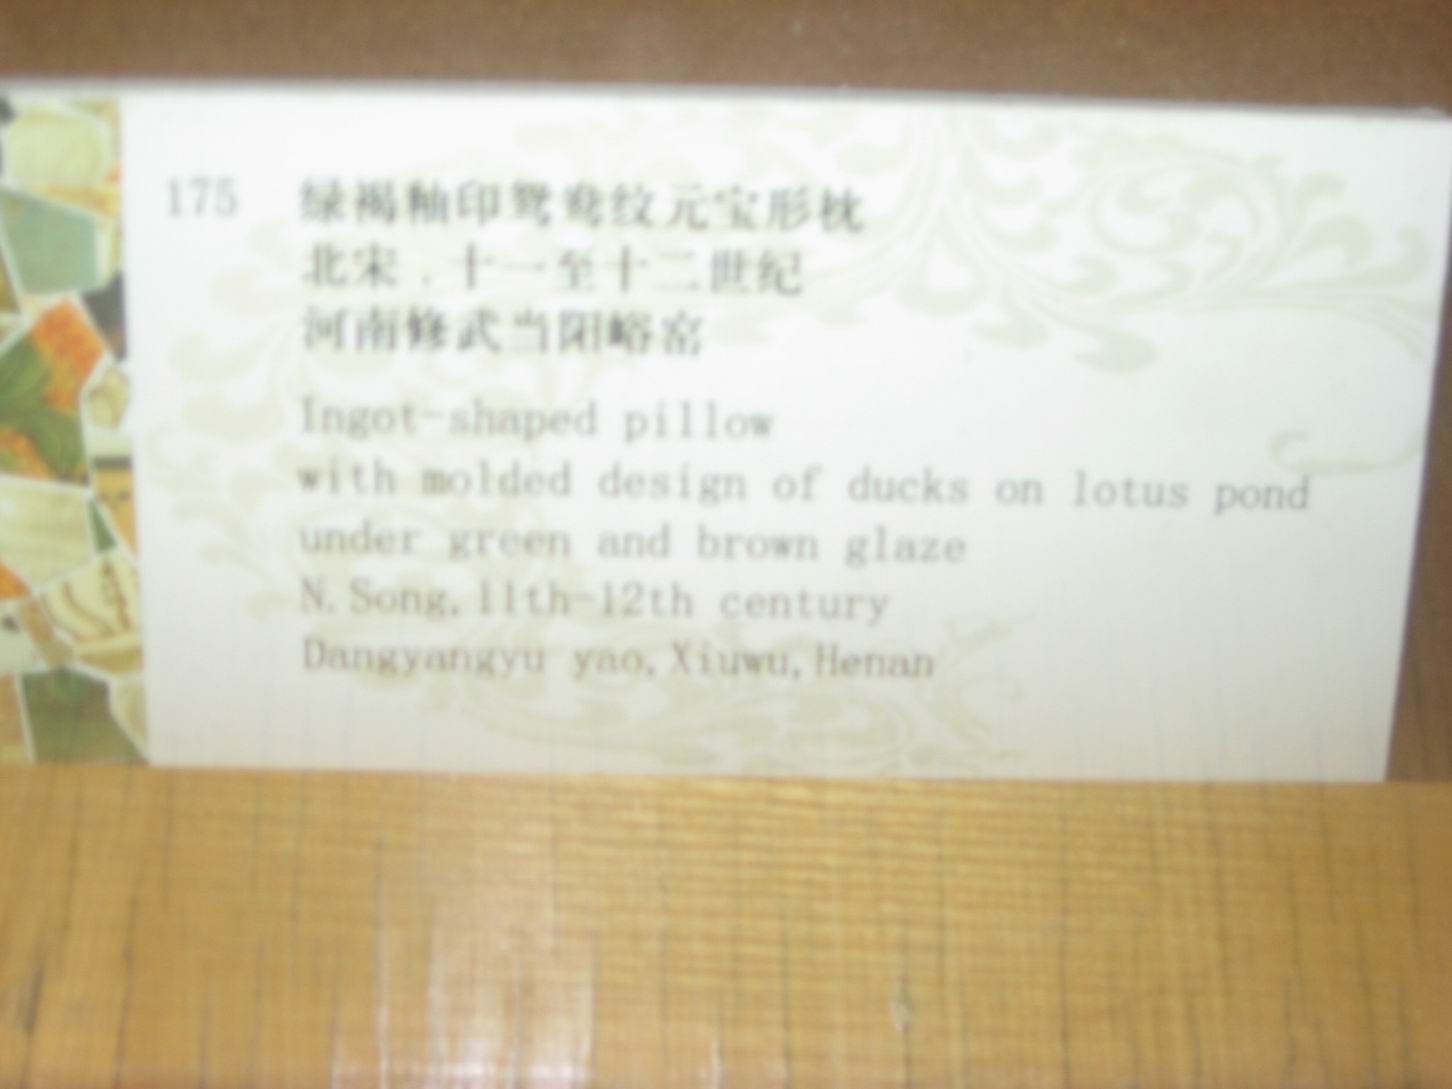 175 绿褐釉印鸳鸯纹元宝形枕
北宋.十一至十二世纪
河南修武当阳峪窑
Ingot-shaped pillow
with molded design of ducks on lotus pond
under green and brown glaze
N. Song, 11th-12th century
Dangyangyu yao, Xiuwu, Henan